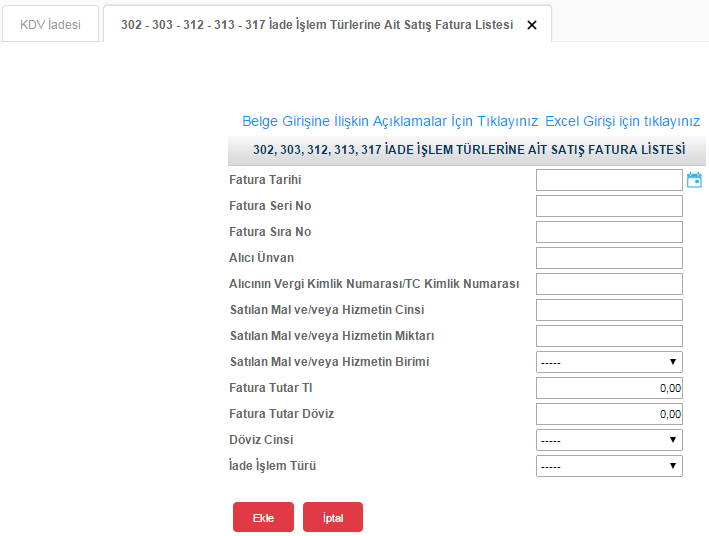 KDV İadesi
302 - 303 - 312 - 313 - 317 İade İşlem Türlerine Ait Satış Fatura Listesi ×
Belge Girişine İlişkin Açıklamalar İçin Tıklayınız Excel Girişi için tıklayınız
302, 303, 312, 313, 317 İADE İŞLEM TÜRLERİNE AİT SATIŞ FATURA LİSTESİ
Fatura Tarihi
Fatura Seri No
Fatura Sıra No
Alıcı Ünvan
Alıcının Vergi Kimlik Numarası/TC Kimlik Numarası
Satılan Mal ve/veya Hizmetin Cinsi
Satılan Mal ve/veya Hizmetin Miktarı
Satılan Mal ve/veya Hizmetin Birimi -----
Fatura Tutar Tl 0,00
Fatura Tutar Döviz 0,00
Döviz Cinsi -----
İade İşlem Türü -----
Ekle İptal